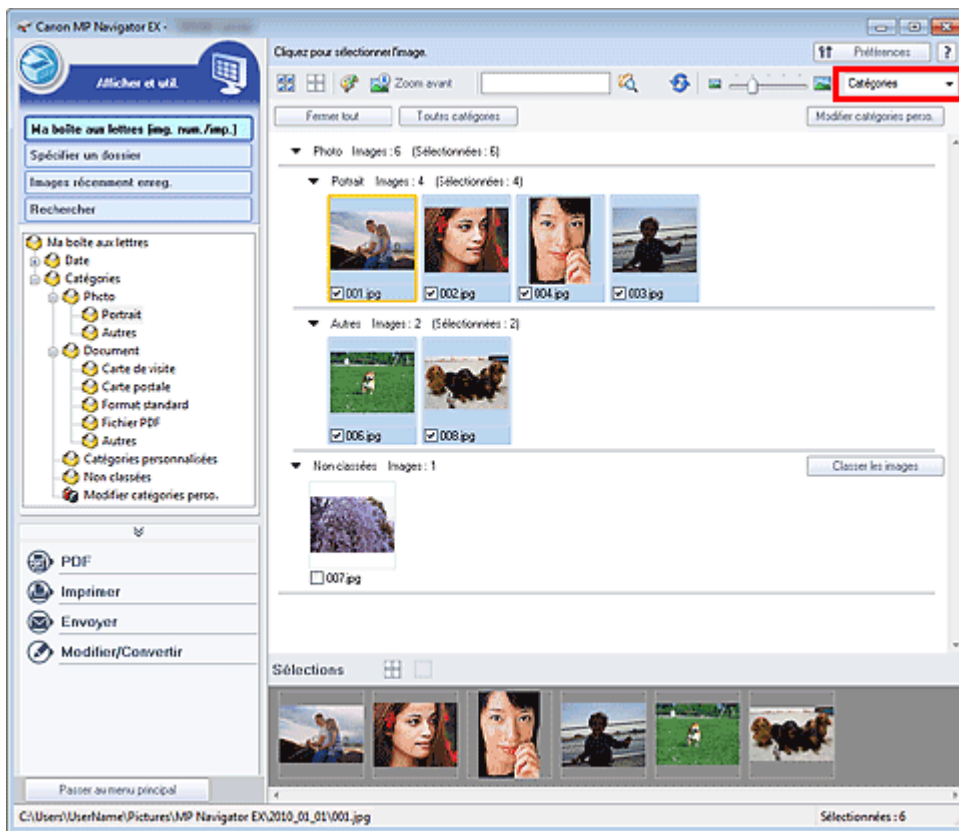 Canon MP Navigator EX -
Afficher et util.
Ma boîte aux lettres [img. num./imp.]
Spécifier un dossier
Images récemment enreg.
Rechercher
Ma boîte aux lettres
Date
Catégories
Photo
Portrait
Autres
Document
Carte de visite
Carte postale
Format standard
Fichier PDF
Autres
Catégories personnalisées
Non classées
Modifier catégories perso.
PDF
Imprimer
Envoyer
Modifier/Convertir
Passer au menu principal
Cliquez pour sélectionner l'image.
Préférences
?
Zoom avant
Catégories
Fermer tout
Toutes catégories
Modifier catégories perso.
Photo Images : 6 (Sélectionnées : 6)
Portrait Images : 4 (Sélectionnées : 4)
001.jpg
002.jpg
004.jpg
003.jpg
Autres Images : 2 (Sélectionnées : 2)
006.jpg
008.jpg
Non classées Images : 1
Classer les images
007.jpg
Sélections
C:\Users\UserName\Pictures\MP Navigator EX\2010_01_01\001.jpg
Sélectionnées : 6